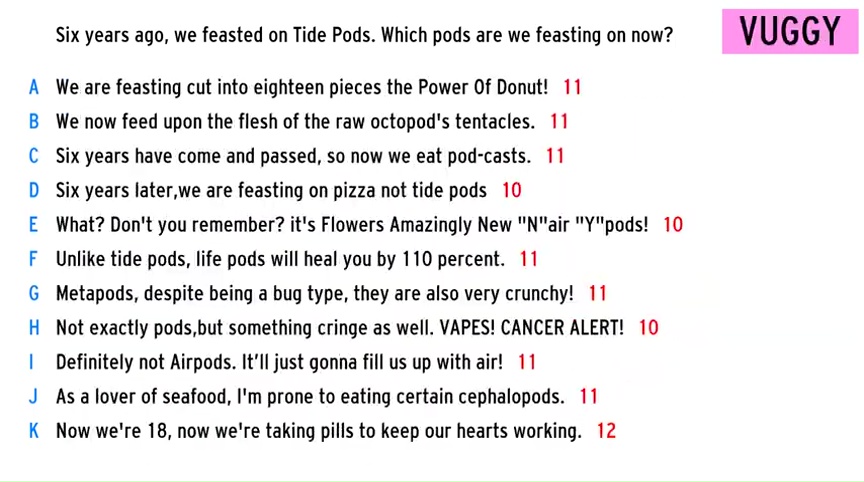 Six years ago, we feasted on Tide Pods. Which pods are we feasting on now?
VUGGY
A We are feasting cut into eighteen pieces the Power Of Donut! 11
B We now feed upon the flesh of the raw octopod's tentacles. 11
C Six years have come and passed, so now we eat pod-casts. 11
D Six years later,we are feasting on pizza not tide pods 10
E What? Don't you remember? it's Flowers Amazingly New "N"air "Y"pods! 10
F Unlike tide pods, life pods will heal you by 110 percent. 11
G Metapods, despite being a bug type, they are also very crunchy! 11
H Not exactly pods,but something cringe as well. VAPES! CANCER ALERT! 10
I Definitely not Airpods. It’ll just gonna fill us up with air! 11
J As a lover of seafood, I'm prone to eating certain cephalopods. 11
K Now we're 18, now we're taking pills to keep our hearts working. 12